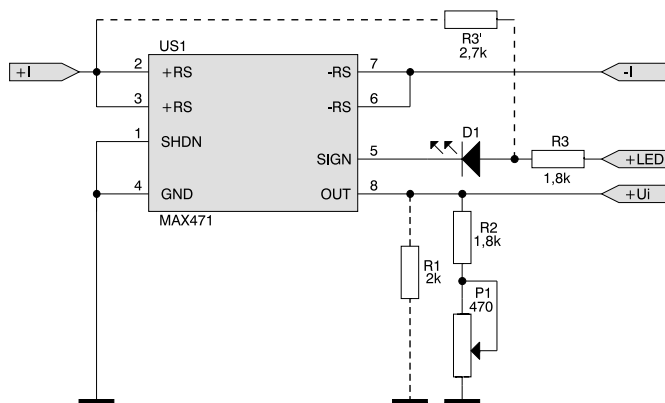 R3'
2,7k
US1
+I
2
+RS
-RS
7
-I
3
+RS
-RS
6
1
SHDN
D1
R3
SIGN
5
+LED
1,8k
4
GND
OUT
8
+Ui
MAX471
R2
1,8k
R1
2k
P1
470